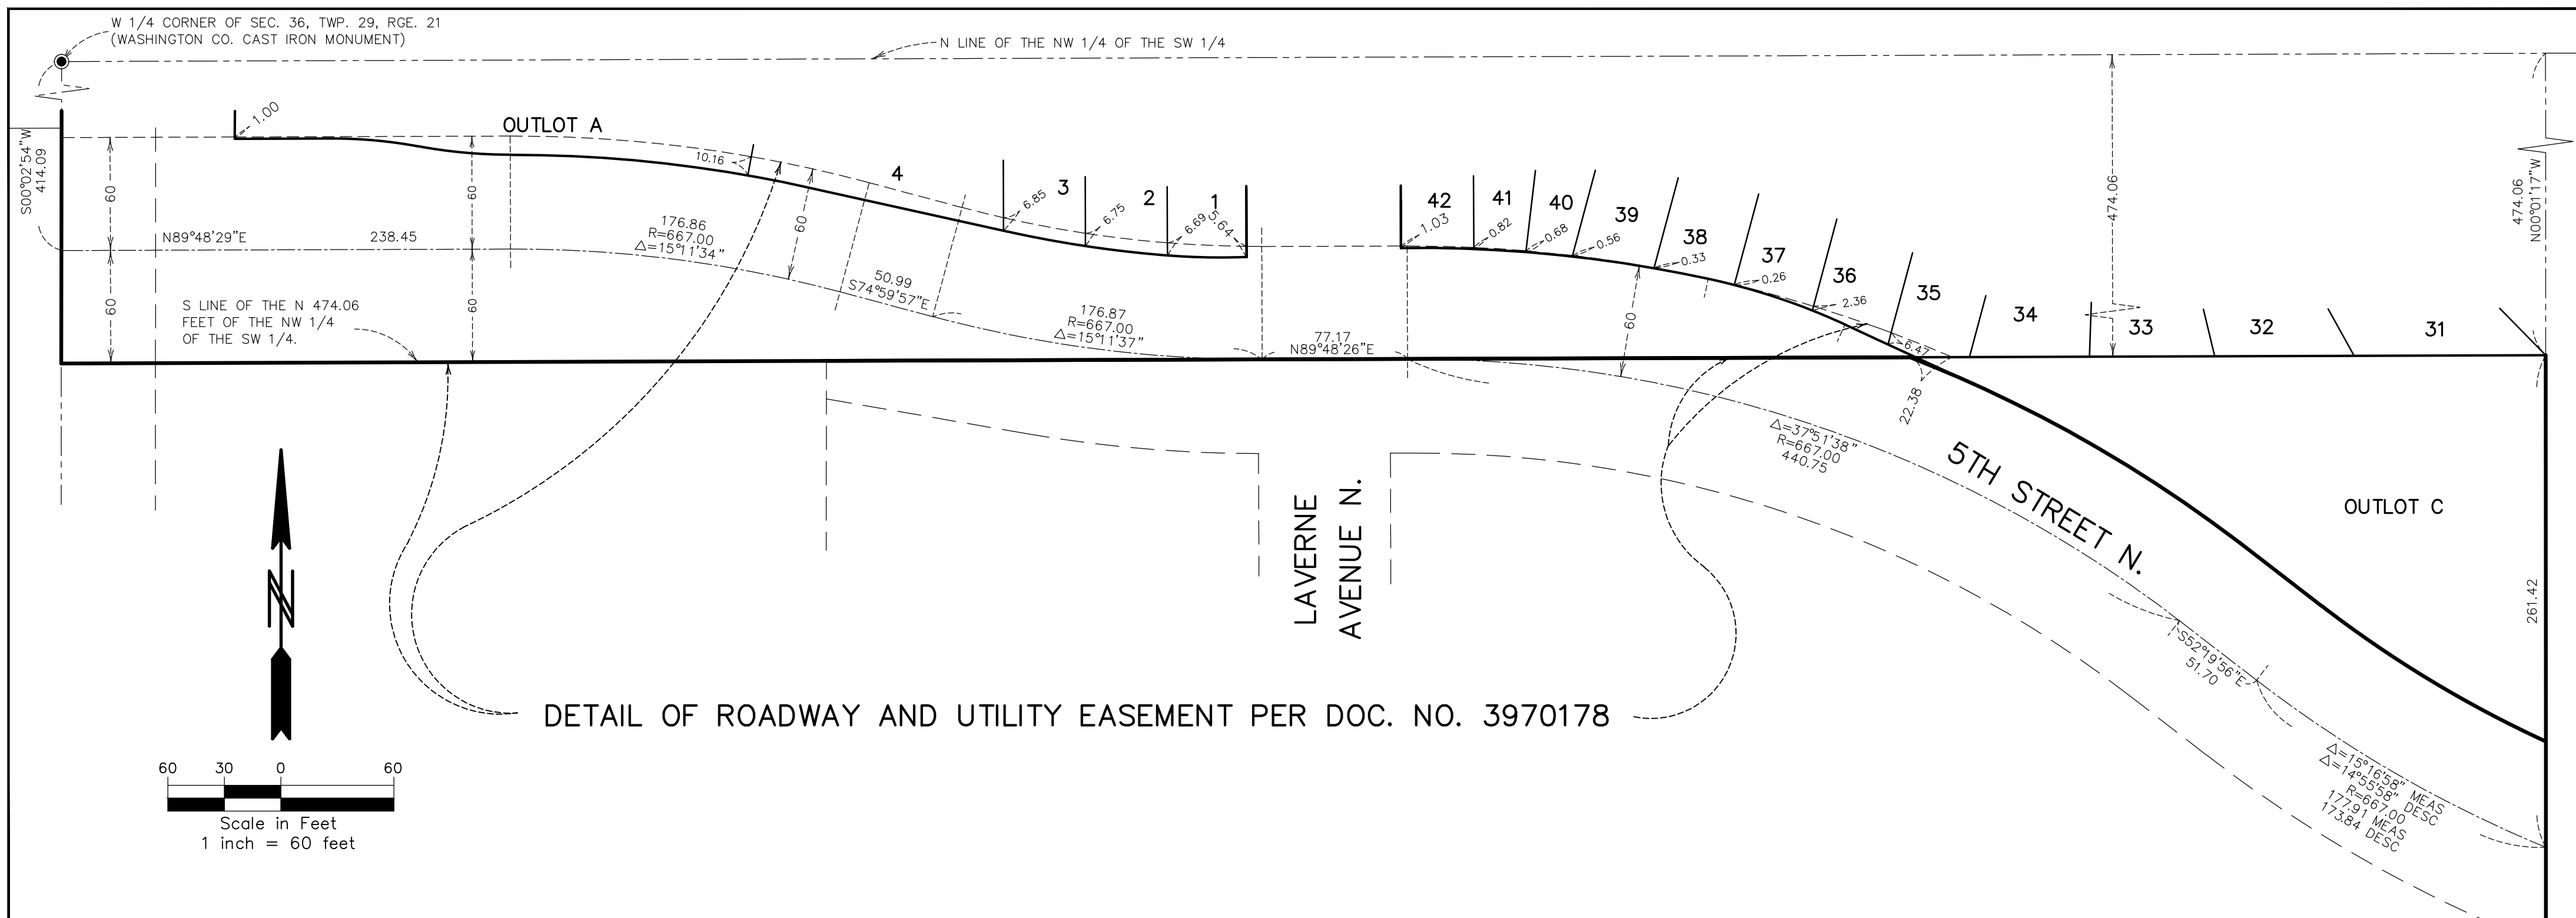 W 1/4 CORNER OF SEC. 36, TWP. 29, RGE. 21
(WASHINGTON CO. CAST IRON MONUMENT)
N LINE OF THE NW 1/4 OF THE SW 1/4
S00°02'54"W
414.09
1.00
OUTLOT A
60
60
60
60
N89°48'29"E
238.45
S LINE OF THE N 474.06
FEET OF THE NW 1/4
OF THE SW 1/4.
10.16
60
4
3
2
1
6.85
6.75
6.69
5.64
176.86
R=667.00
Δ=15°11'34"
50.99
S74°59'57"E
176.87
R=667.00
Δ=15°11'37"
77.17
N89°48'26"E
42
41
40
39
38
37
36
35
34
33
32
31
1.03
0.82
0.68
0.56
0.33
0.26
2.36
6.47
60
22.38
474.06
474.06
N00°01'17"W
Δ=37°51'38"
R=667.00
440.75
5TH STREET N.
OUTLOT C
261.42
LAVERNE
AVENUE N.
S52°19'56"E
51.70
Δ=15°16'58" MEAS
Δ=14°55'58" DESC
R=667.00
177.91 MEAS
173.84 DESC
N
DETAIL OF ROADWAY AND UTILITY EASEMENT PER DOC. NO. 3970178
60 30 0 60
Scale in Feet
1 inch = 60 feet